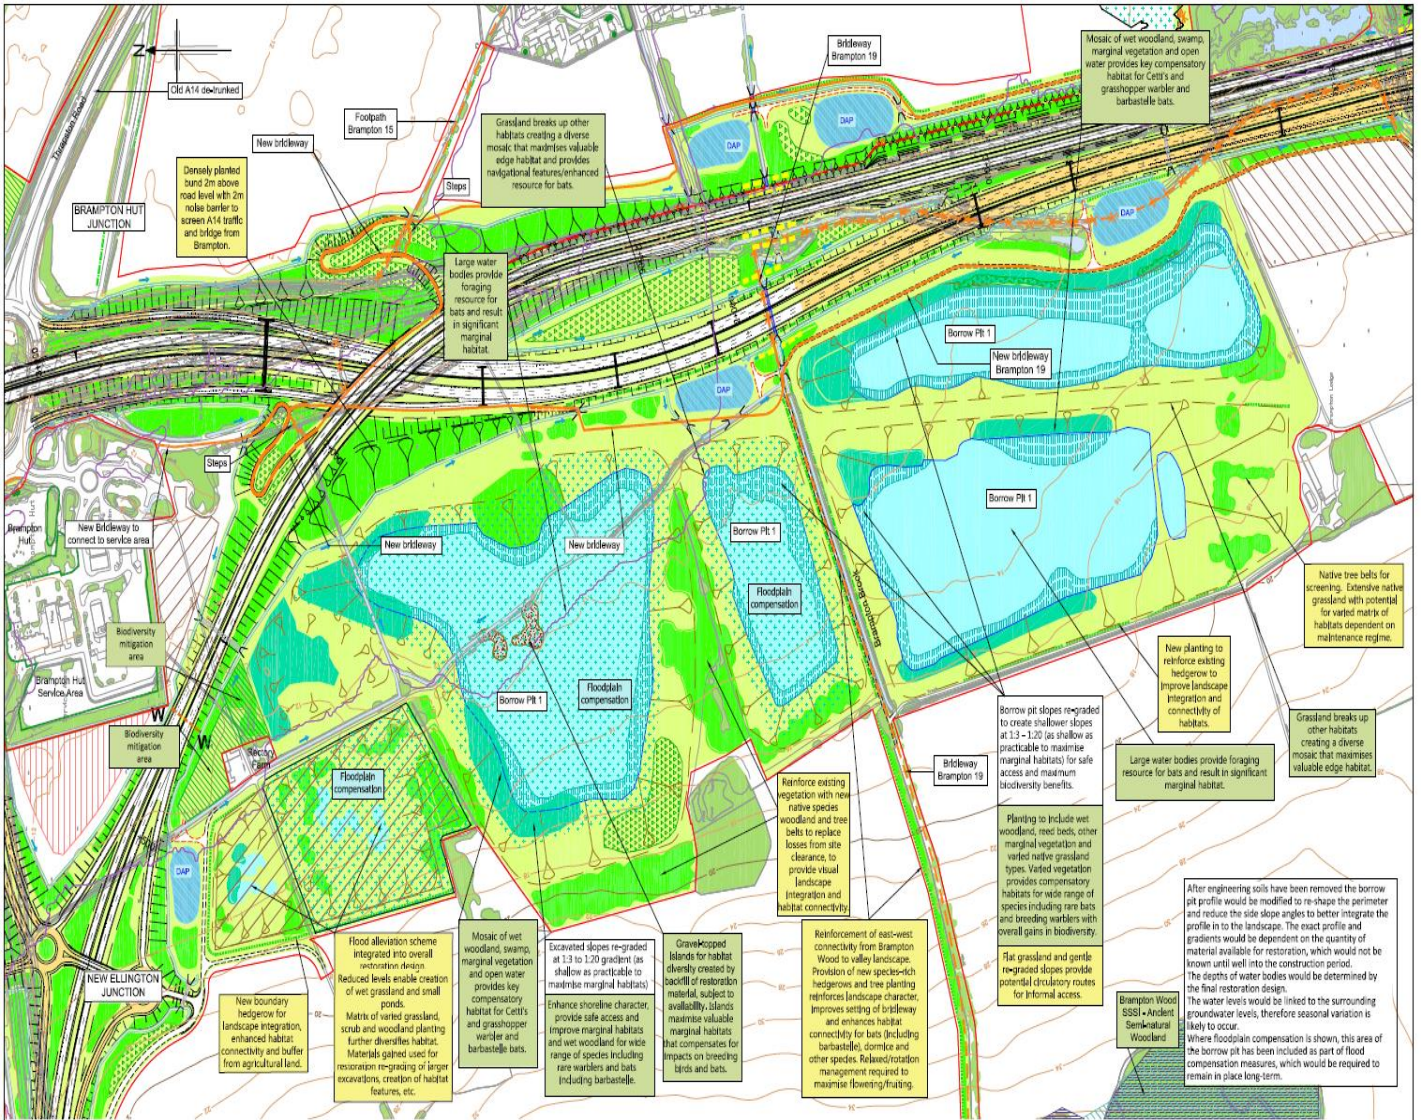 Bridleway
Brampton 19
Mosaic of wet woodland, swamp,
marginal vegetation and open
water provides key compensatory
habitat for Cetti's and
grasshopper warbler and
barbastelle bats.
N
Old A14 de-trunked
Thrapston Road
Footpath
Brampton 15
New bridleway
Grassland breaks up other
habitats creating a diverse
mosaic that maximises valuable
edge habitat and provides
navigational features/enhanced
resource for bats.
DAP
DAP
Densely planted
bund 2m above
road level with 2m
noise barrier to
screen A14 traffic
and bridge from
Brampton.
Steps
BRAMPTON HUT
JUNCTION
DAP
Large water
bodies provide
foraging
resource for
bats and result
in significant
marginal
habitat.
Borrow Pit 1
New bridleway
Brampton 19
DAP
Steps
Borrow Pit 1
Brampton
Hut
New Bridleway to
connect to service area
New bridleway
New bridleway
Borrow Pit 1
Floodplain
compensation
Brampton Brook
Native tree belts for
screening. Extensive native
grassland with potential
for varied matrix of
habitats dependent on
maintenance regime.
Biodiversity
mitigation
area
New planting to
reinforce existing
hedgerow to
improve landscape
integration and
connectivity of
habitats.
Brampton Hut
Service Area
Floodplain
compensation
Borrow Pit 1
W
W
Biodiversity
mitigation
area
Rectory
Farm
Borrow pit slopes re-graded
to create shallower slopes
at 1:3 – 1:20 (as shallow as
practicable to maximise
marginal habitats) for safe
access and maximum
biodiversity benefits.
Grassland breaks up
other habitats
creating a diverse
mosaic that maximises
valuable edge habitat.
Large water bodies provide foraging
resource for bats and result in significant
marginal habitat.
Bridleway
Brampton 19
Floodplain
compensation
Reinforce existing
vegetation with new
native species
woodland and tree
belts to replace
losses from site
clearance, to
provide visual
landscape
integration and
habitat connectivity.
Planting to include wet
woodland, reed beds, other
marginal vegetation and
varied native grassland
types. Varied vegetation
provides compensatory
habitats for wide range of
species including rare bats
and breeding warblers with
overall gains in biodiversity.
DAP
Flat grassland and gentle
re-graded slopes provide
potential circulatory routes
for informal access.
NEW ELLINGTON
JUNCTION
New boundary
hedgerow for
landscape integration,
enhanced habitat
connectivity and buffer
from agricultural land.
Flood alleviation scheme
integrated into overall
restoration design.
Reduced levels enable creation
of wet grassland and small
ponds.
Matrix of varied grassland,
scrub and woodland planting
further diversifies habitat.
Materials gained used for
restoration re-grading of larger
excavations, creation of habitat
features, etc.
Mosaic of wet
woodland, swamp,
marginal vegetation
and open water
provides key
compensatory
habitat for Cetti's
and grasshopper
warbler and
barbastelle bats.
Excavated slopes re-graded
at 1:3 to 1:20 gradient (as
shallow as practicable to
maximise marginal habitats)
Enhance shoreline character,
provide safe access and
improve marginal habitats
and wet woodland for wide
range of species including
rare warblers and bats
including barbastelle.
Gravel-topped
islands for habitat
diversity created by
backfill of restoration
material, subject to
availability. Islands
maximise valuable
marginal habitats
that compensates for
impacts on breeding
birds and bats.
Reinforcement of east-west
connectivity from Brampton
Wood to valley landscape.
Provision of new species-rich
hedgerows and tree planting
reinforces landscape character,
improves setting of bridleway
and enhances habitat
connectivity for bats (including
barbastelle), dormice and
other species. Relaxed/rotation
management required to
maximise flowering/fruiting.
Brampton Wood
SSSI - Ancient
Semi-natural
Woodland
After engineering soils have been removed the borrow
pit profile would be modified to re-shape the perimeter
and reduce the side slope angles to better integrate the
profile in to the landscape. The exact profile and
gradients would be dependent on the quantity of
material available for restoration, which would not be
known until well into the construction period.
The depths of water bodies would be determined by
the final restoration design.
The water levels would be linked to the surrounding
groundwater levels, therefore seasonal variation is
likely to occur.
Where floodplain compensation is shown, this area of
the borrow pit has been included as part of flood
compensation measures, which would be required to
remain in place long-term.